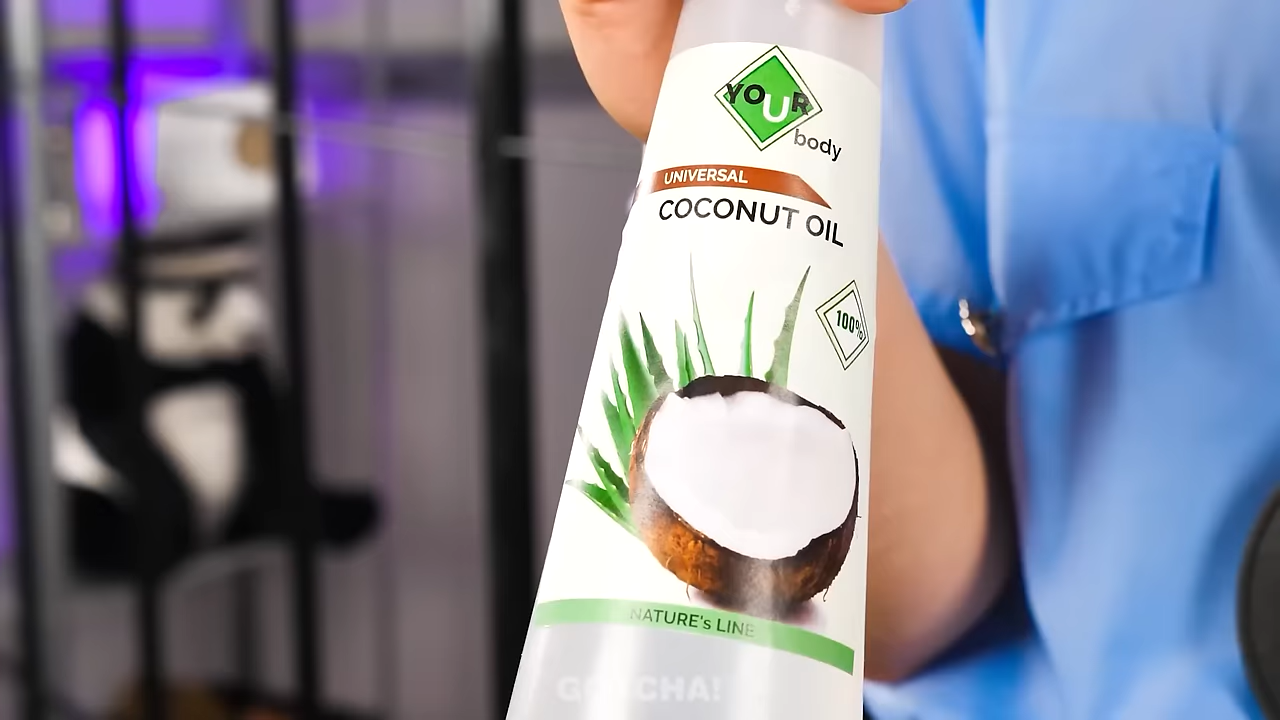 YOUR
body
UNIVERSAL
COCONUT OIL
100%
NATURE's LINE
GOTCHA!